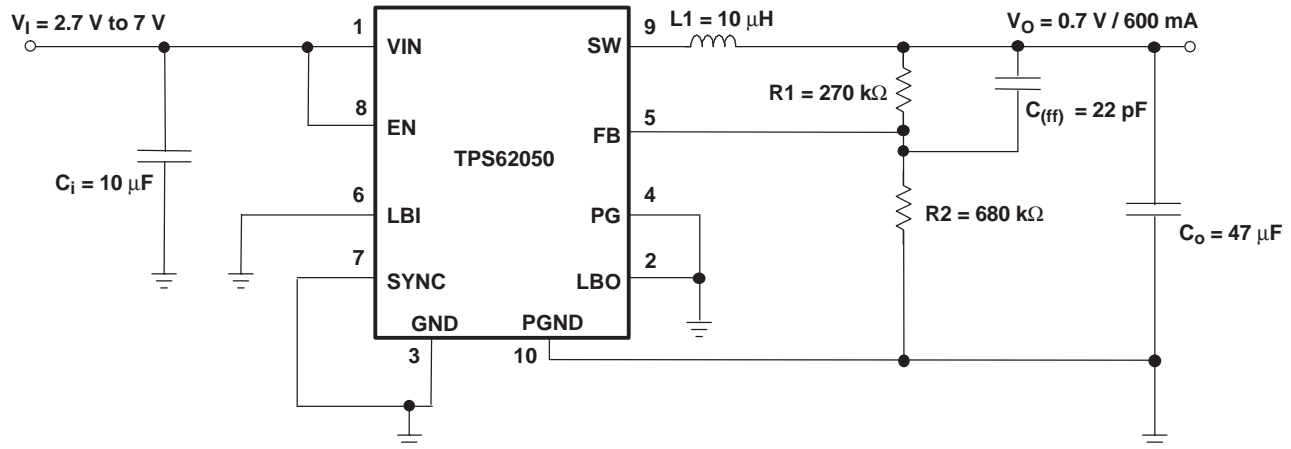 V_I = 2.7 V to 7 V
1
VIN
SW
9
L1 = 10 μH
V_O = 0.7 V / 600 mA
8
EN
FB
5
R1 = 270 kΩ
C_(ff) = 22 pF
TPS62050
C_i = 10 μF
6
LBI
PG
4
R2 = 680 kΩ
C_o = 47 μF
7
SYNC
LBO
2
GND
PGND
3
10